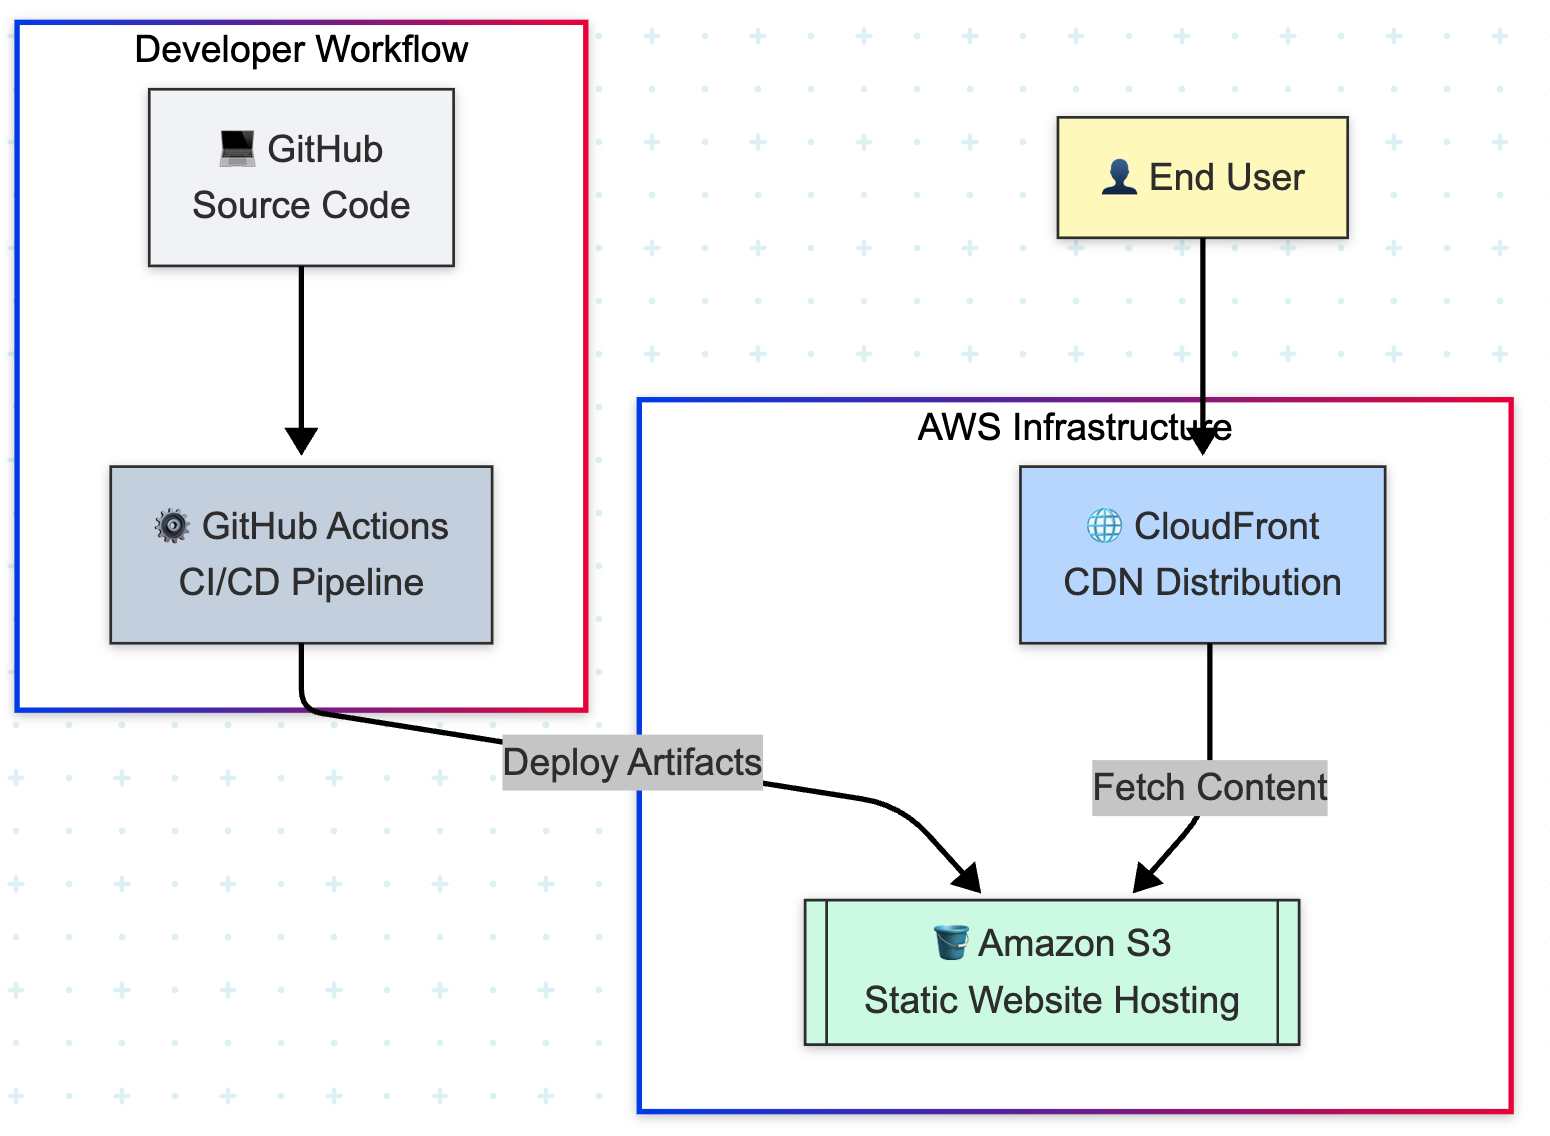 Developer Workflow
💻 GitHub
Source Code
👤 End User
AWS Infrastructure
⚙️ GitHub Actions
CI/CD Pipeline
🌐 CloudFront
CDN Distribution
Deploy Artifacts
Fetch Content
🪣 Amazon S3
Static Website Hosting